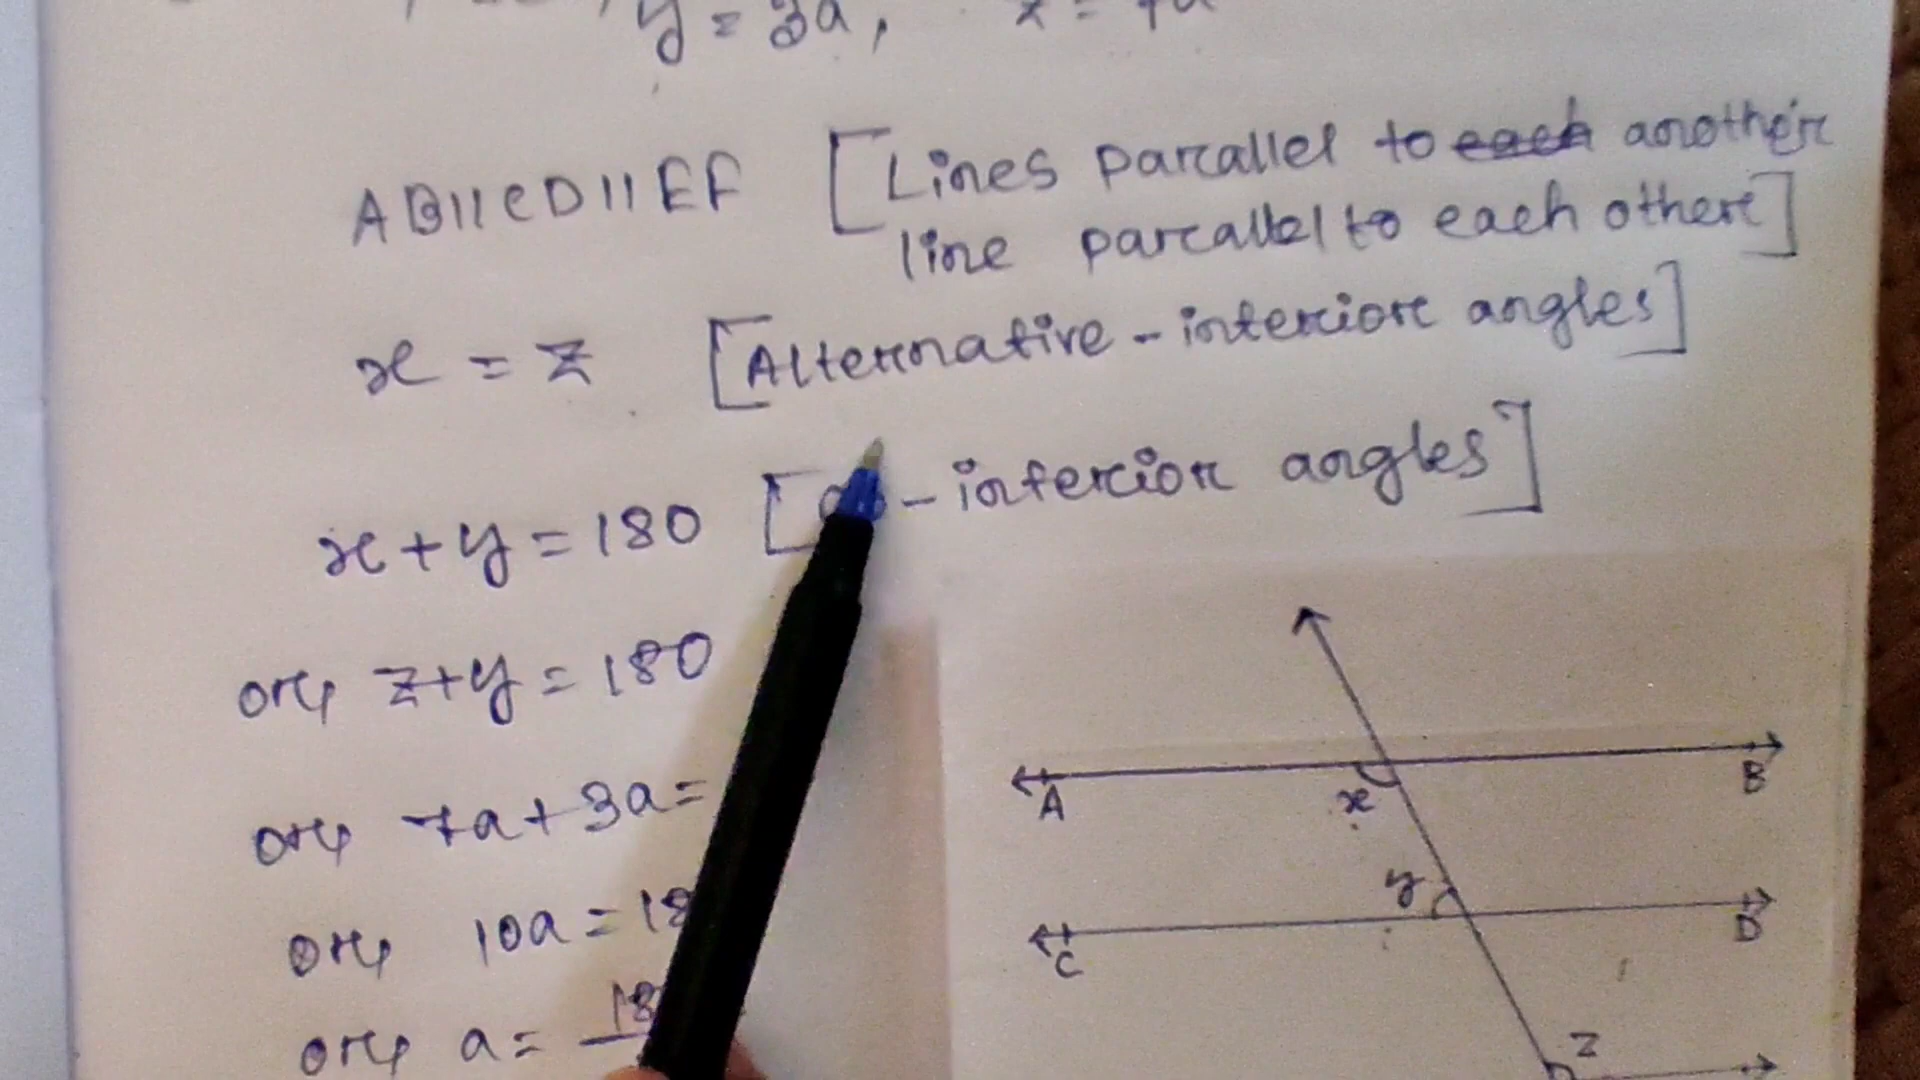 y = 3a,
AB||CD||EF [Lines parallel to each another
line parallel to each other]
x = z [Alternative - interior angles]
x + y = 180 [ - interior angles]
or, z + y = 180
or, 7a + 3a =
or, 10a =
or, a =
A B
x
y
C D
z